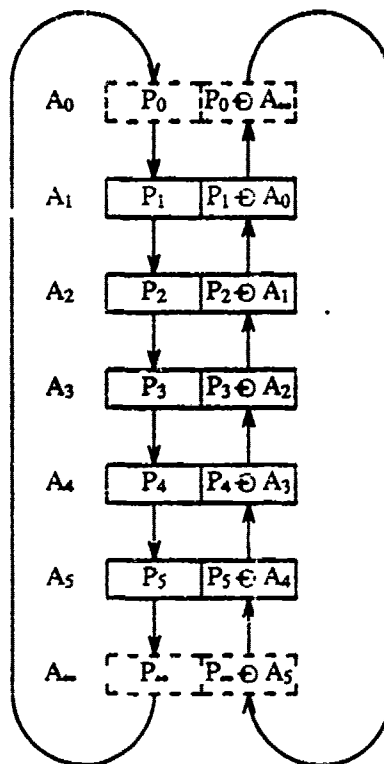 A₀ P₀ P₀ ⊖ A∞
A₁ P₁ P₁ ⊖ A₀
A₂ P₂ P₂ ⊖ A₁
A₃ P₃ P₃ ⊖ A₂
A₄ P₄ P₄ ⊖ A₃
A₅ P₅ P₅ ⊖ A₄
A∞ P∞ P∞ ⊖ A₅